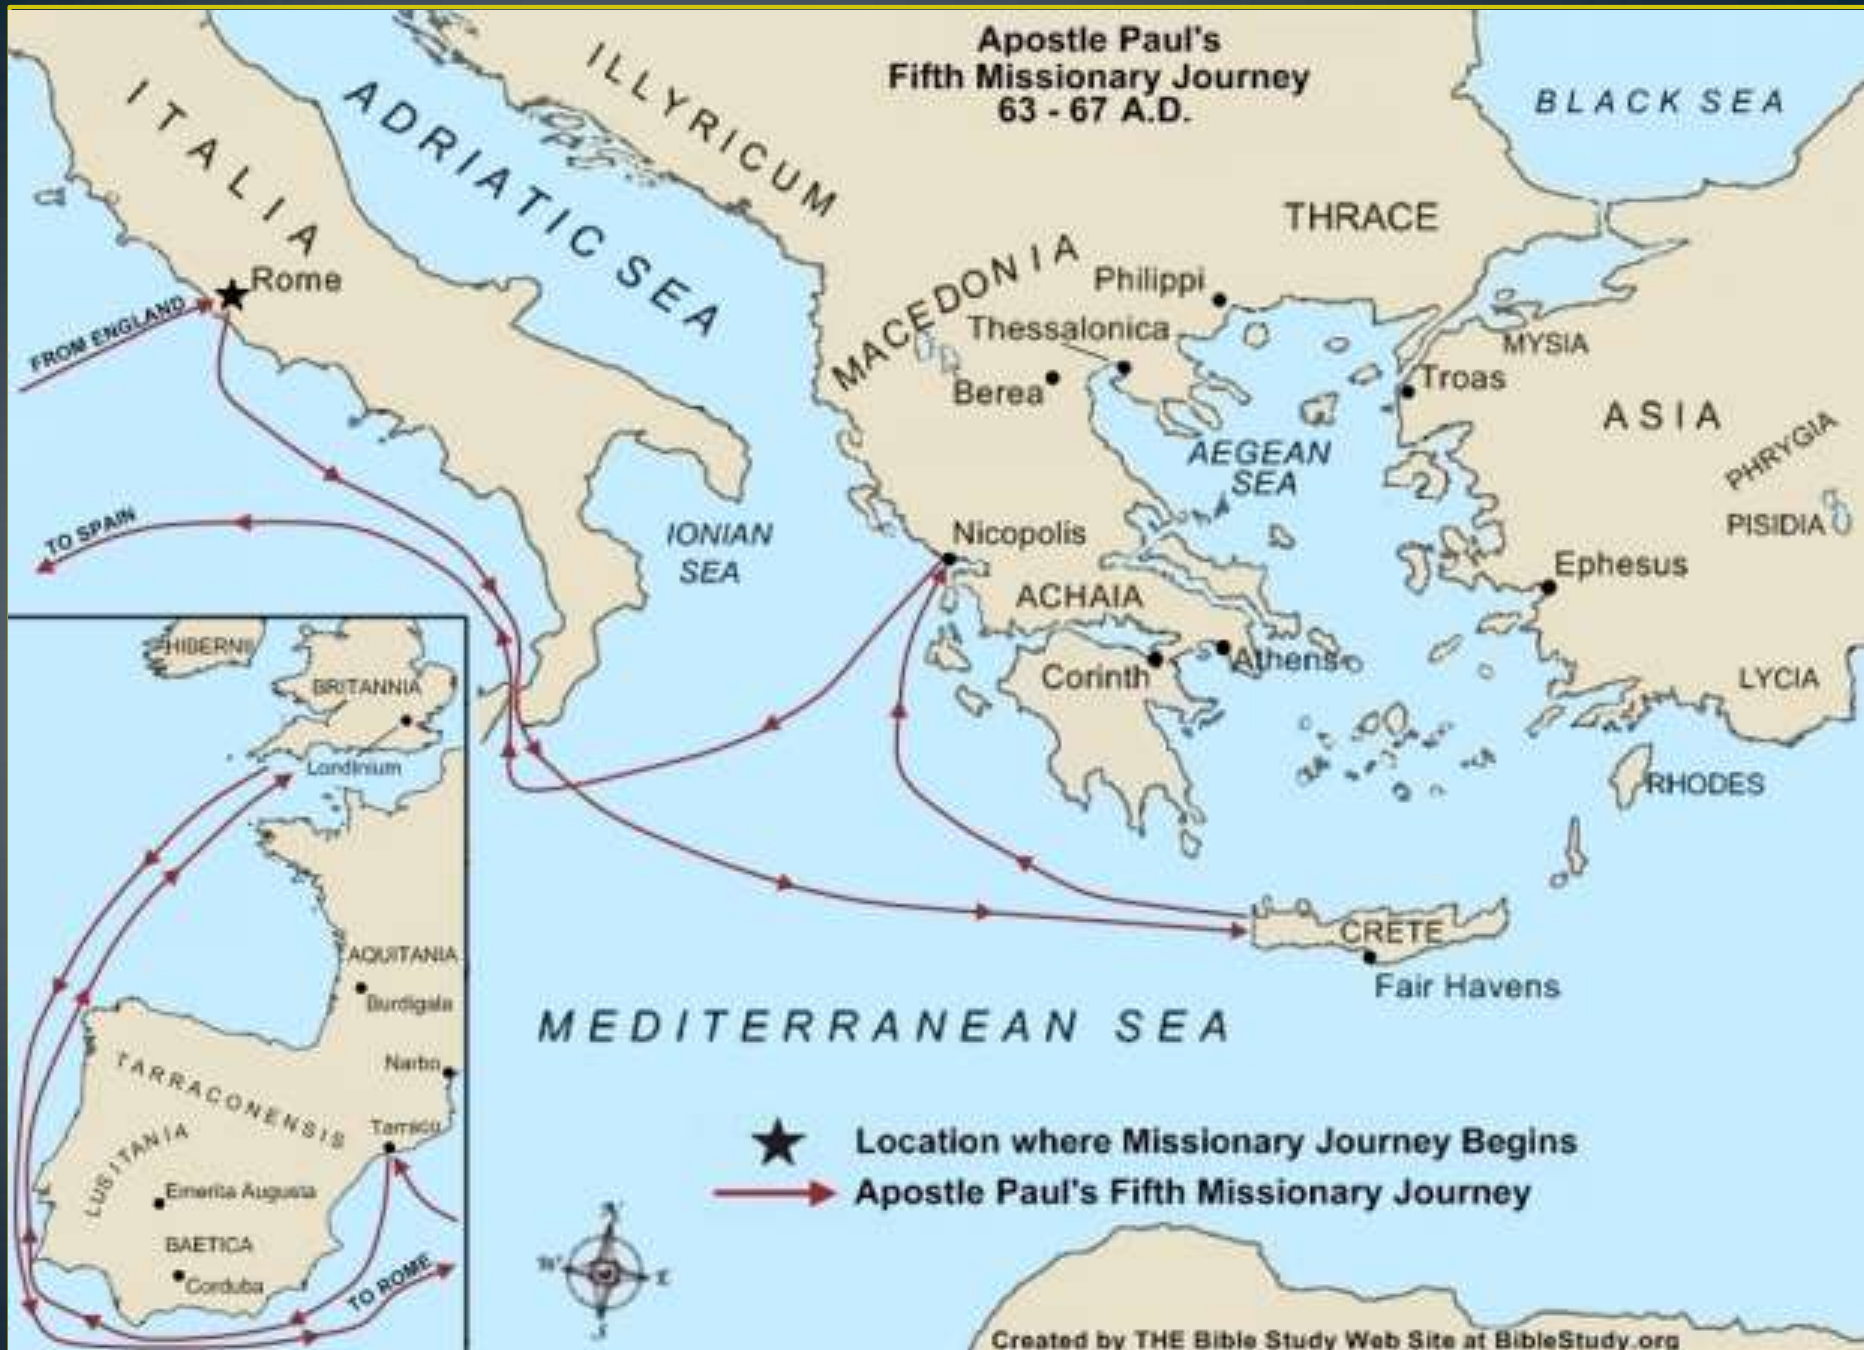 Apostle Paul's
Fifth Missionary Journey
63 - 67 A.D.
BLACK SEA
ITALIA
ADRIATIC SEA
ILLYRICUM
THRACE
MACEDONIA
Philippi
Rome
FROM ENGLAND
Thessalonica
MYSIA
Berea
Troas
ASIA
PHRYGIA
AEGEAN
SEA
PISIDIA
TO SPAIN
IONIAN
SEA
Nicopolis
Ephesus
ACHAIA
Corinth
Athens
LYCIA
RHODES
CRETE
Fair Havens
MEDITERRANEAN SEA
HIBERNII
BRITANNIA
Londinium
AQUITANIA
Burdigala
Narbo
TARRACONENSIS
Tarraco
LUSITANIA
Emerita Augusta
BAETICA
Corduba
TO ROME
Location where Missionary Journey Begins
Apostle Paul's Fifth Missionary Journey
N
W
E
S
Created by THE Bible Study Web Site at BibleStudy.org